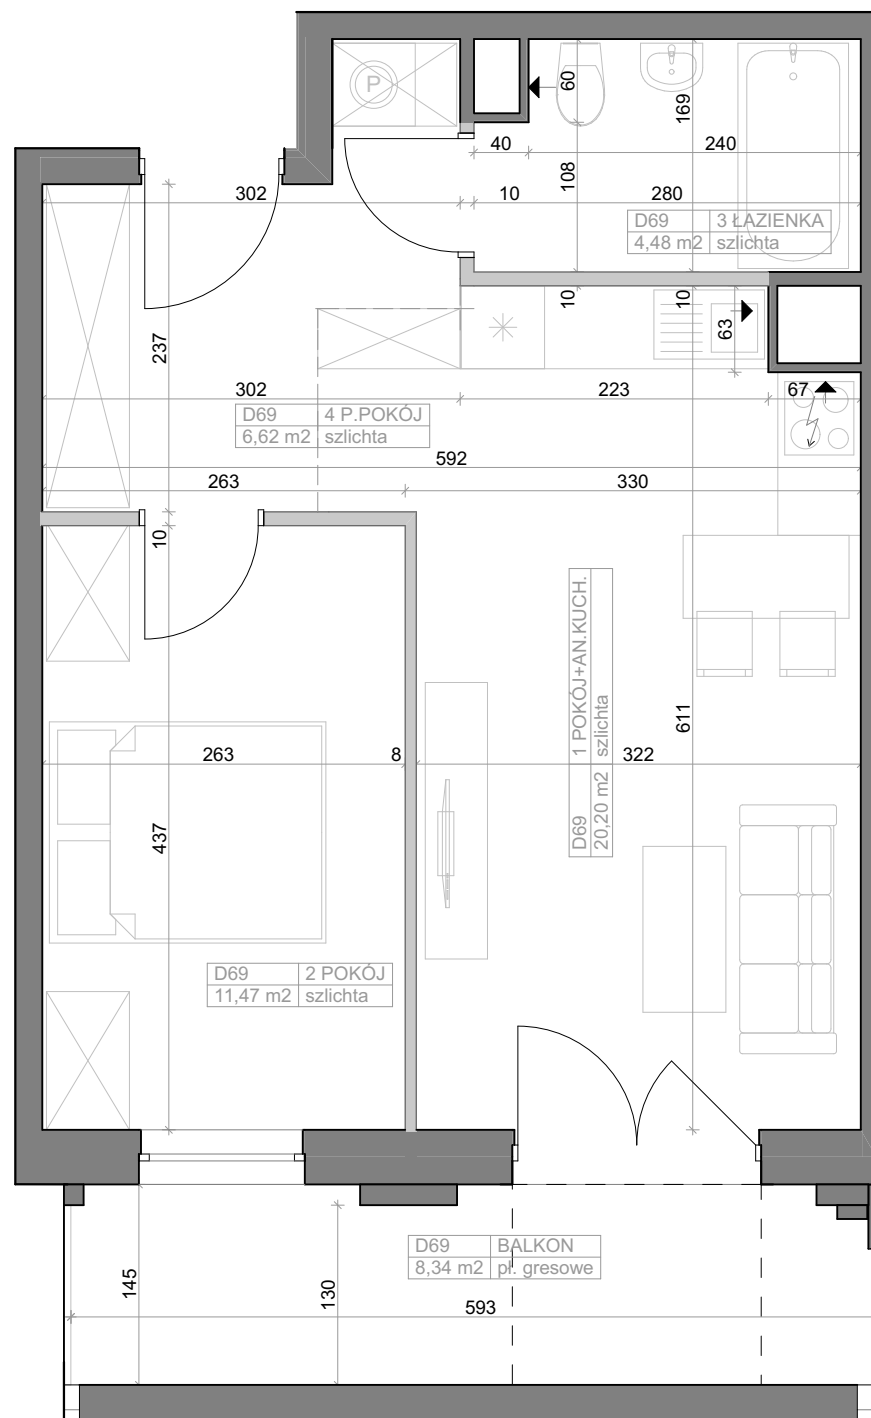 P
60
169
40
240
108
302
10
280
D69 3 ŁAZIENKA
4,48 m2 szlichta
10
10
63
237
302
223
67
D69 4 P.POKÓJ
6,62 m2 szlichta
592
263
330
10
D69 1 POKÓJ+AN.KUCH.
20,20 m2 szlichta
611
263
8
322
437
D69 2 POKÓJ
11,47 m2 szlichta
D69 BALKON
8,34 m2 pł. gresowe
145
130
593